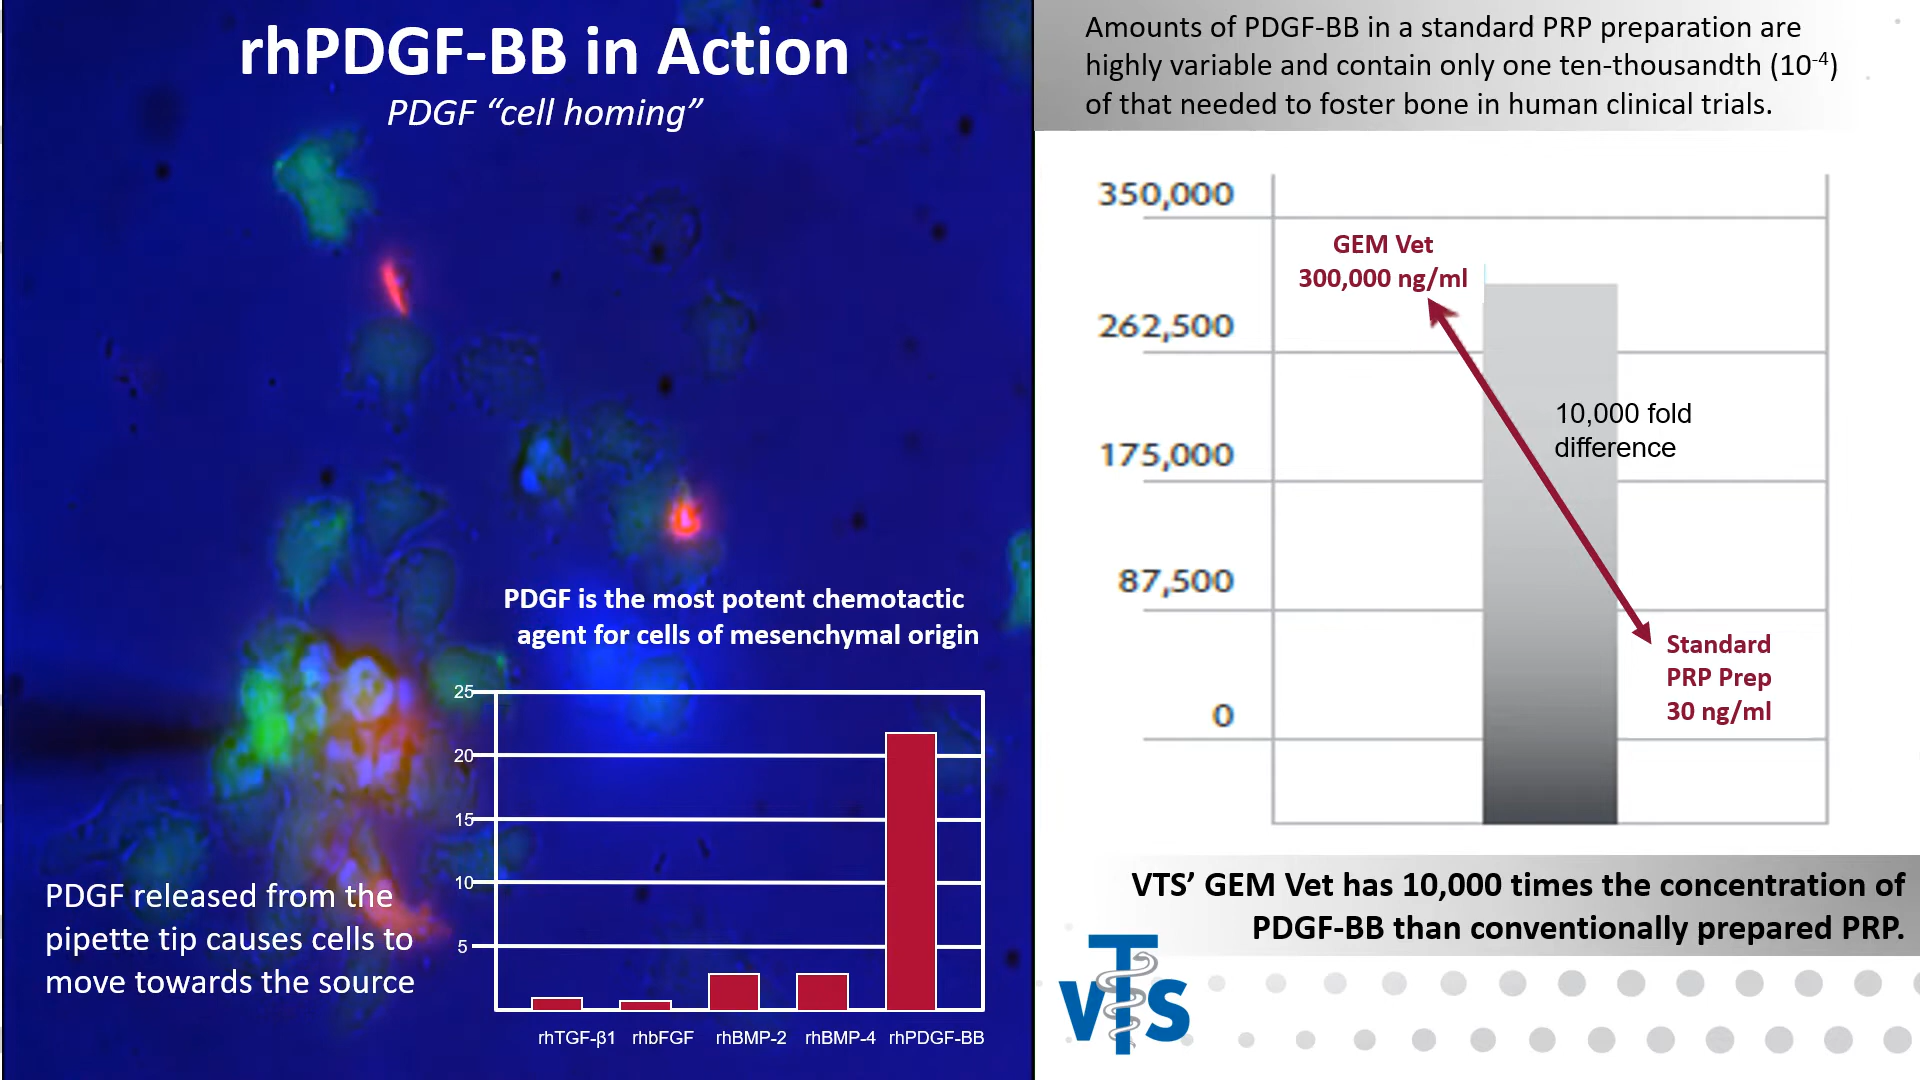 rhPDGF-BB in Action
PDGF “cell homing”
PDGF is the most potent chemotactic
agent for cells of mesenchymal origin
25
20
15
10
5
rhTGF-β1 rhbFGF rhBMP-2 rhBMP-4 rhPDGF-BB
PDGF released from the
pipette tip causes cells to
move towards the source
Amounts of PDGF-BB in a standard PRP preparation are
highly variable and contain only one ten-thousandth (10⁻⁴)
of that needed to foster bone in human clinical trials.
350,000
262,500
175,000
87,500
0
GEM Vet
300,000 ng/ml
10,000 fold
difference
Standard
PRP Prep
30 ng/ml
VTS’ GEM Vet has 10,000 times the concentration of
PDGF-BB than conventionally prepared PRP.
VTS